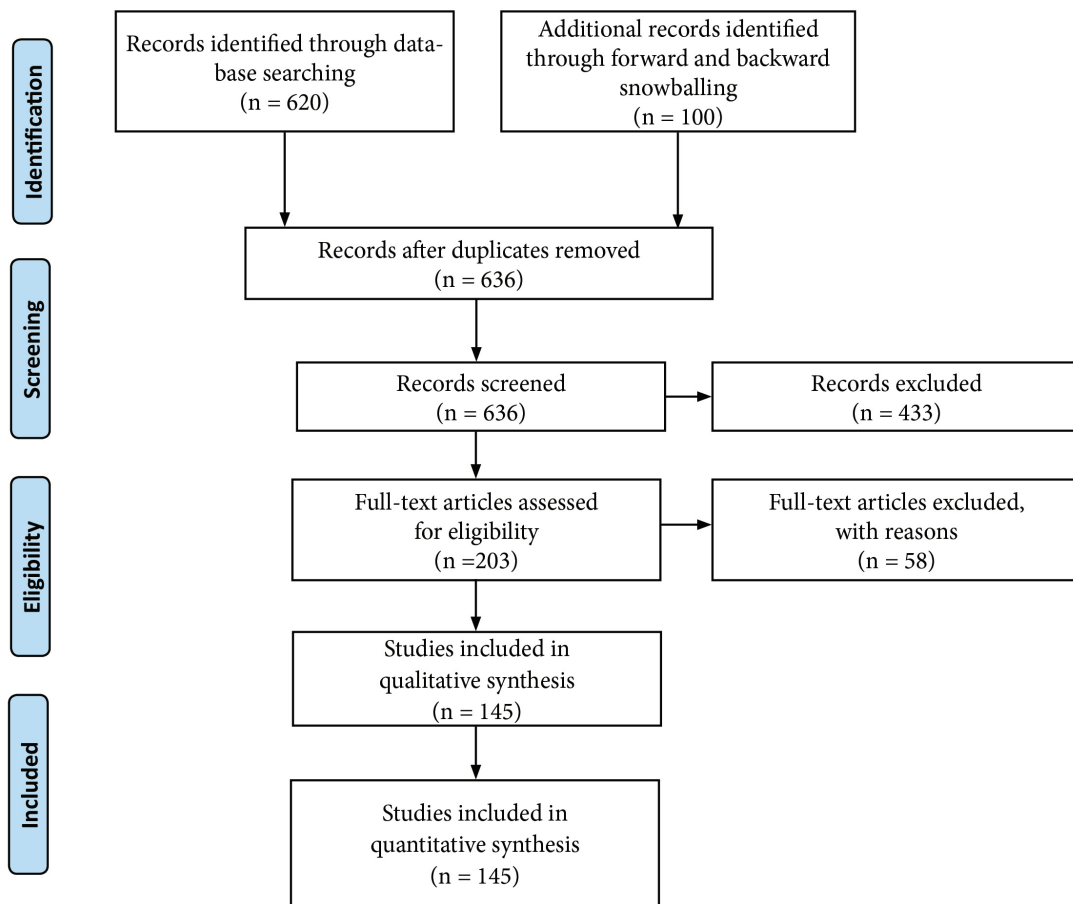 Identification
Records identified through data-
base searching
(n = 620)
Additional records identified
through forward and backward
snowballing
(n = 100)
Records after duplicates removed
(n = 636)
Screening
Records screened
(n = 636)
Records excluded
(n = 433)
Eligibility
Full-text articles assessed
for eligibility
(n =203)
Full-text articles excluded,
with reasons
(n = 58)
Studies included in
qualitative synthesis
(n = 145)
Included
Studies included in
quantitative synthesis
(n = 145)